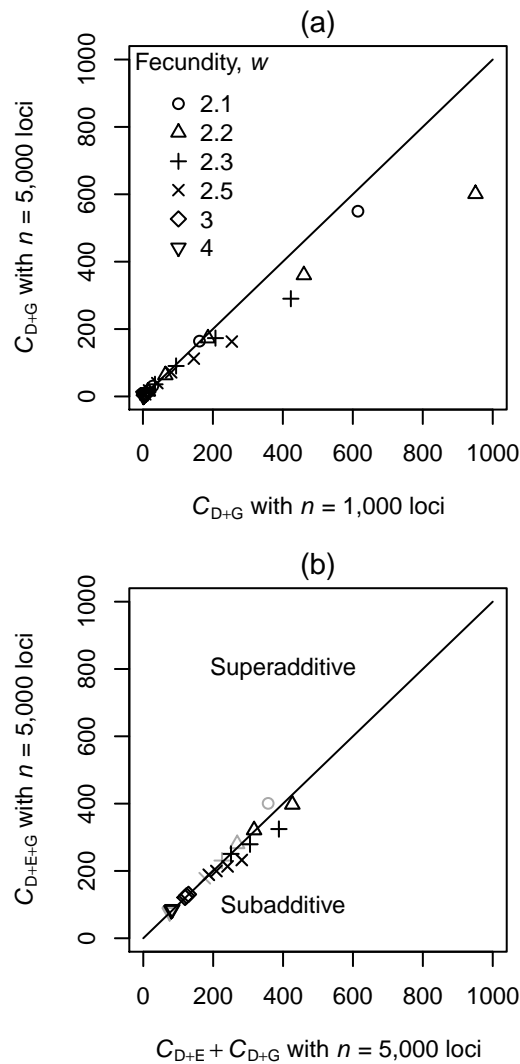 (a)
Fecundity, w
2.1
2.2
2.3
2.5
3
4
1000
800
600
400
200
0
C_D+G with n = 5,000 loci
0 200 400 600 800 1000
C_D+G with n = 1,000 loci
(b)
1000
800
600
400
200
0
C_D+E+G with n = 5,000 loci
Superadditive
Subadditive
0 200 400 600 800 1000
C_D+E + C_D+G with n = 5,000 loci